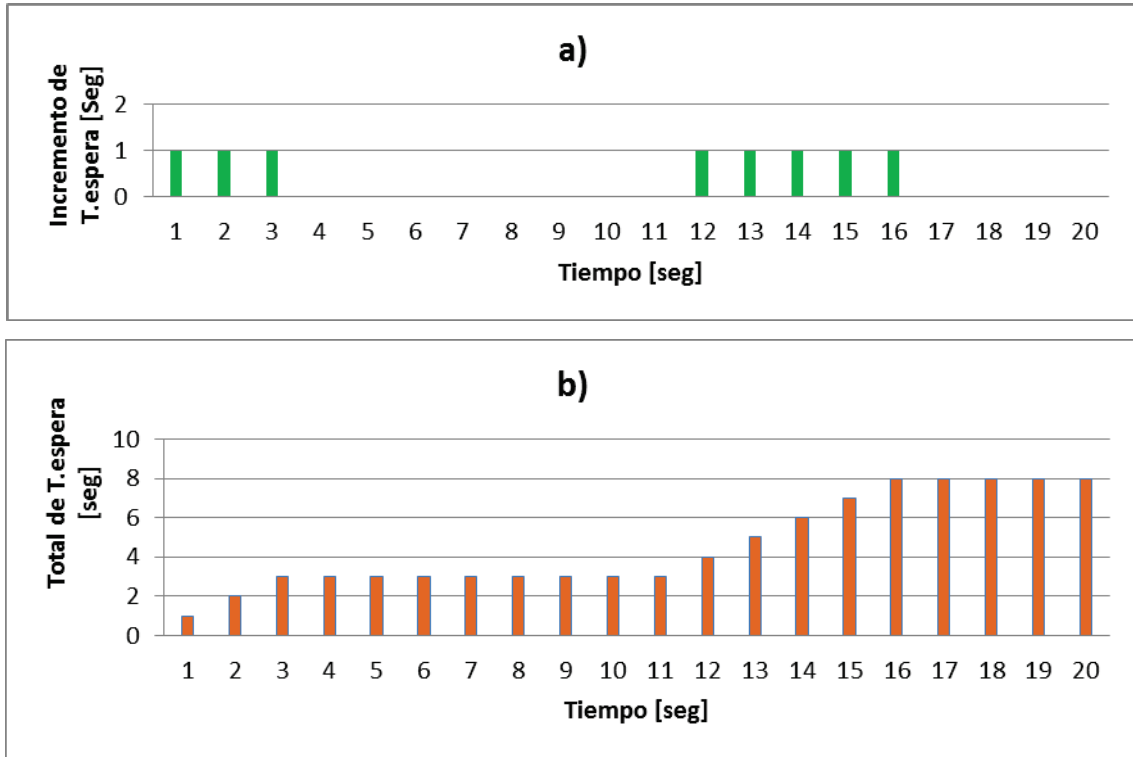 a)
Incremento de
T.espera [Seg]
2
1
0
1 2 3 4 5 6 7 8 9 10 11 12 13 14 15 16 17 18 19 20
Tiempo [seg]
b)
Total de T.espera
[seg]
10
8
6
4
2
0
1 2 3 4 5 6 7 8 9 10 11 12 13 14 15 16 17 18 19 20
Tiempo [seg]